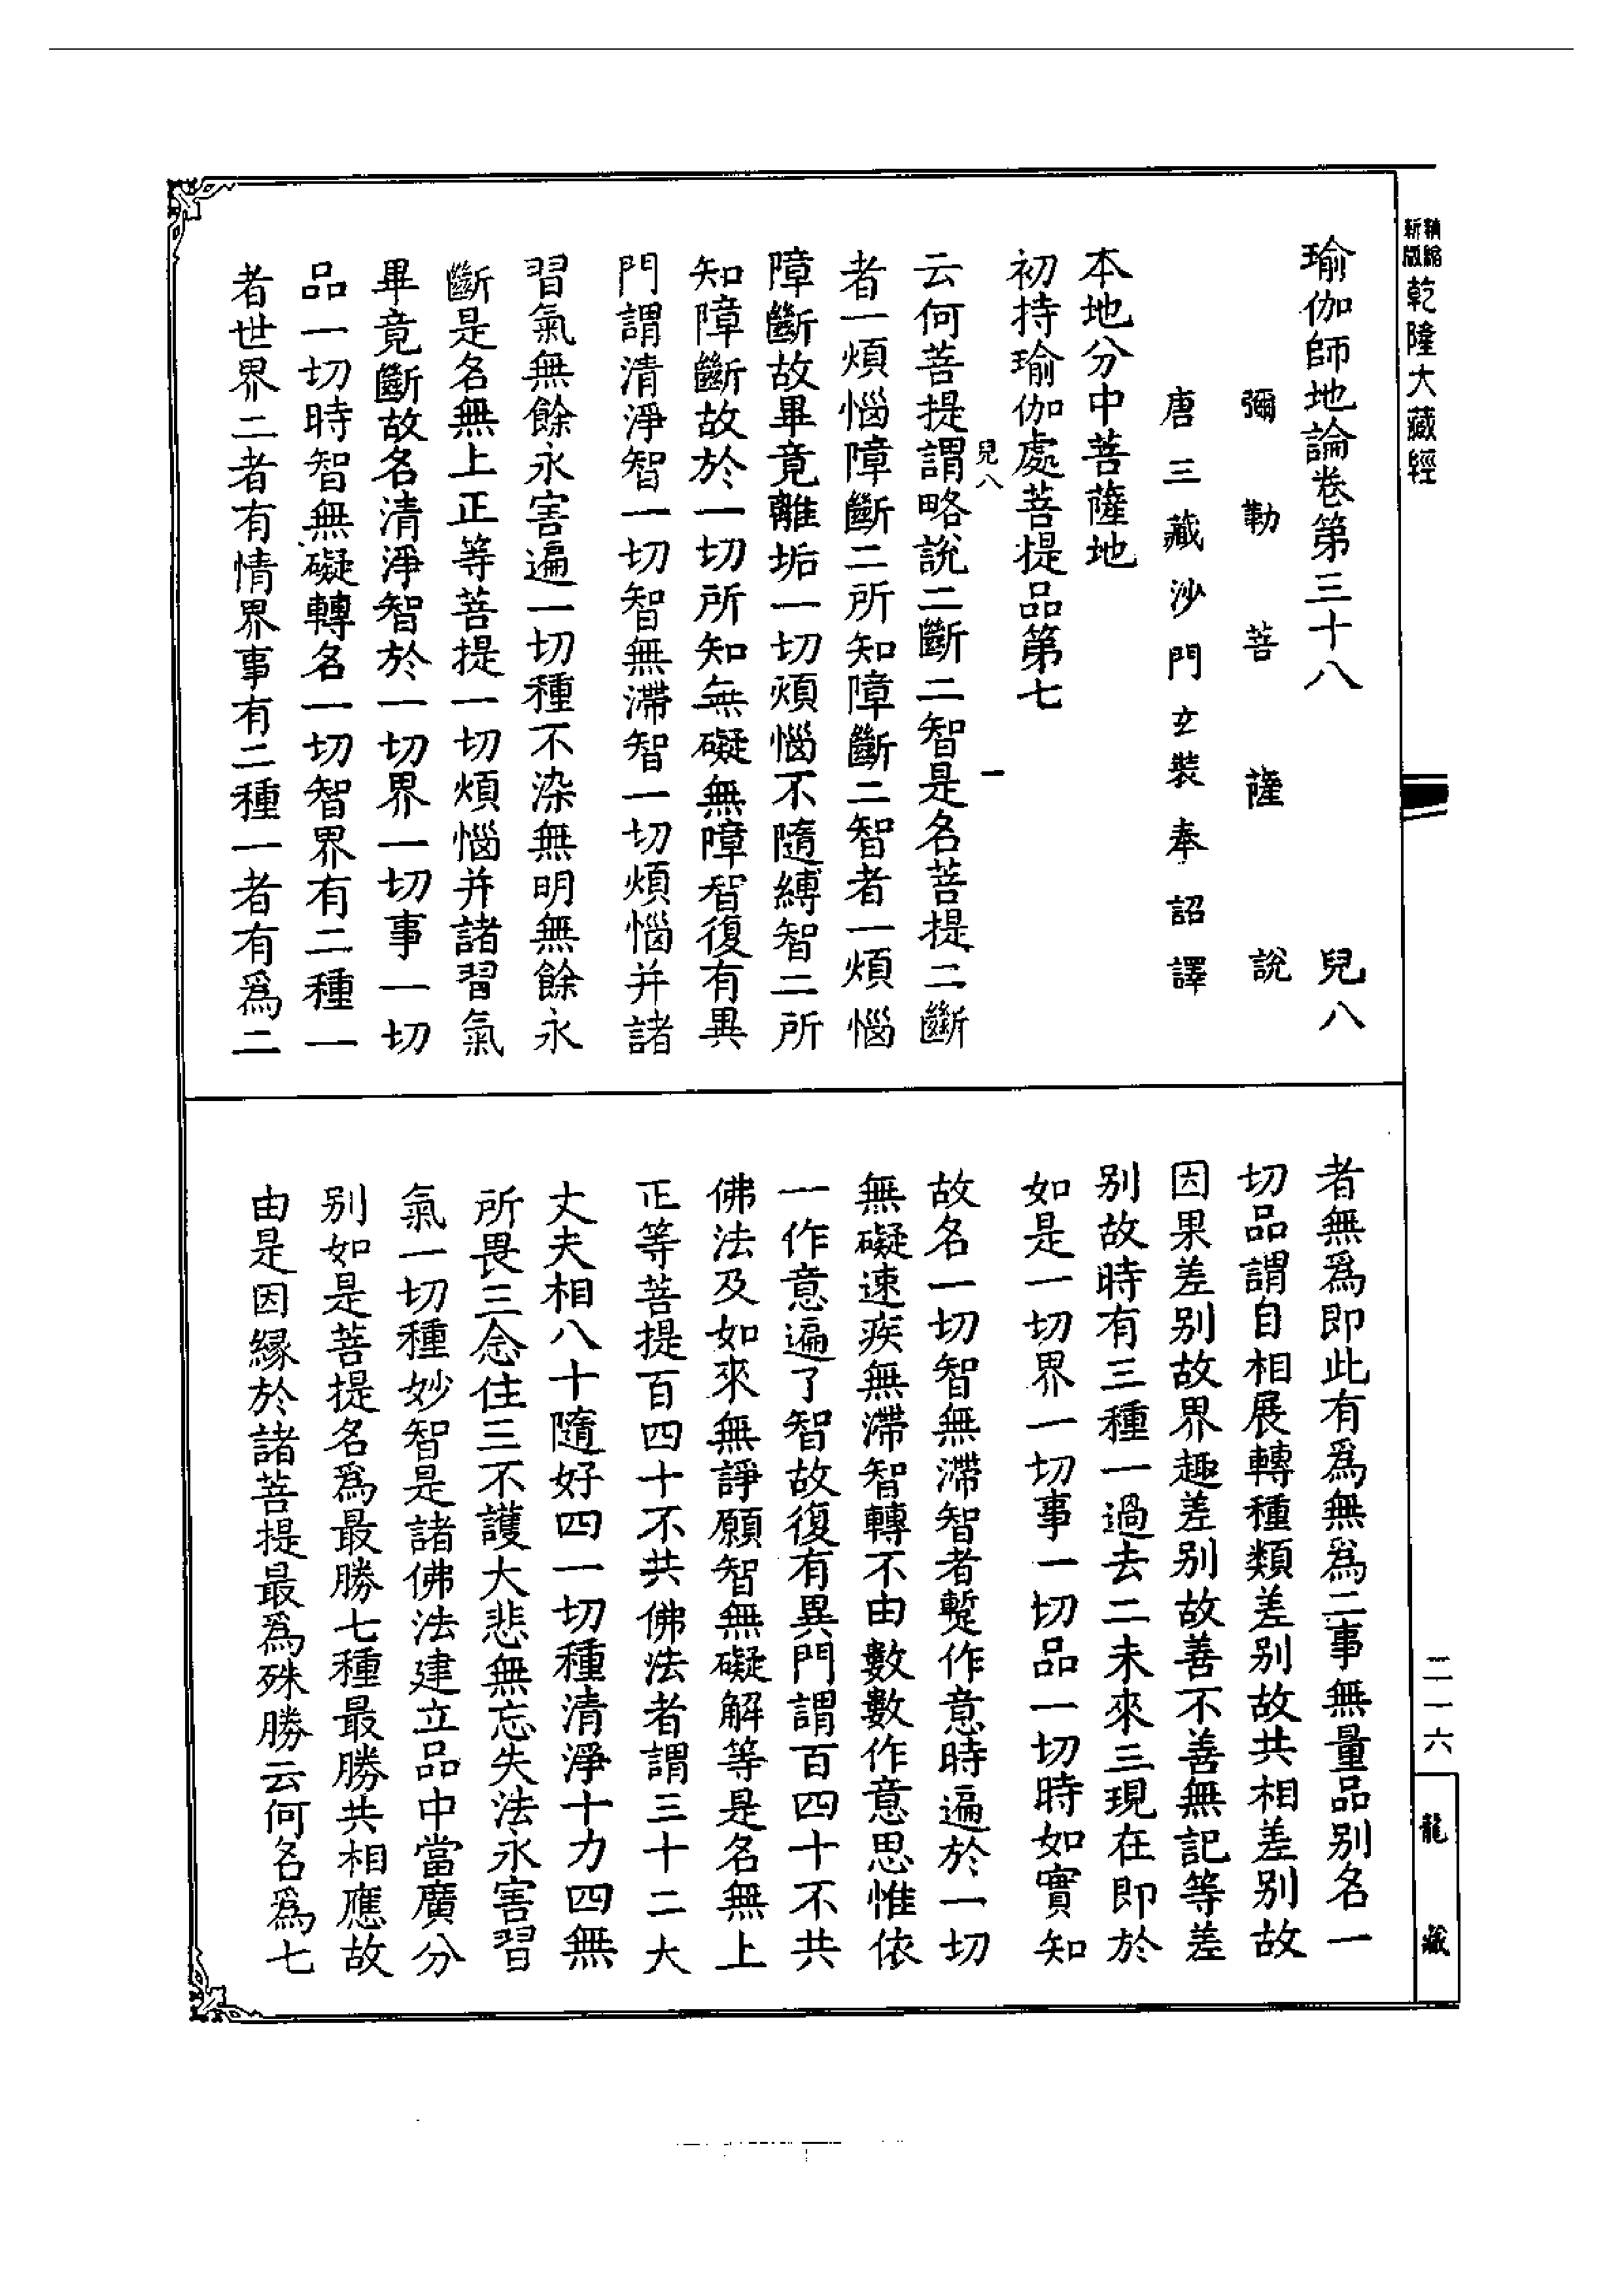 新版精縮乾隆大藏經
瑜伽師地論卷第三十八　兒八
彌勒菩薩說
唐三藏沙門玄奘奉詔譯
本地分中菩薩地
初持瑜伽處菩提品第七
兒八　一
云何菩提謂略說二斷二智是名菩提二斷
者一煩惱障斷二所知障斷二智者一煩惱
障斷故畢竟離垢一切煩惱不隨縛智二所
知障斷故於一切所知無礙無障智復有異
門謂清淨智一切智無滯智一切煩惱并諸
習氣無餘永害遍一切種不染無明無餘永
斷是名無上正等菩提一切煩惱并諸習氣
畢竟斷故名清淨智於一切界一切事一切
品一切時智無礙轉名一切智界有二種一
者世界二者有情界事有二種一者有爲二
者無爲即此有爲無爲二事無量品別名一
切品謂自相展轉種類差別故共相差別故
因果差別故界趣差別故善不善無記等差
別故時有三種一過去二未來三現在即於
如是一切界一切事一切品一切時如實知
故名一切智無滯智者蹔作意時遍於一切
無礙速疾無滯智轉不由數數作意思惟依
一作意遍了智故復有異門謂百四十不共
佛法及如來無諍願智無礙解等是名無上
正等菩提百四十不共佛法者謂三十二大
丈夫相八十隨好四一切種清淨十力四無
所畏三念住三不護大悲無忘失法永害習
氣一切種妙智是諸佛法建立品中當廣分
別如是菩提名爲最勝七種最勝共相應故
由是因緣於諸菩提最爲殊勝云何名爲七
二一六
龍藏